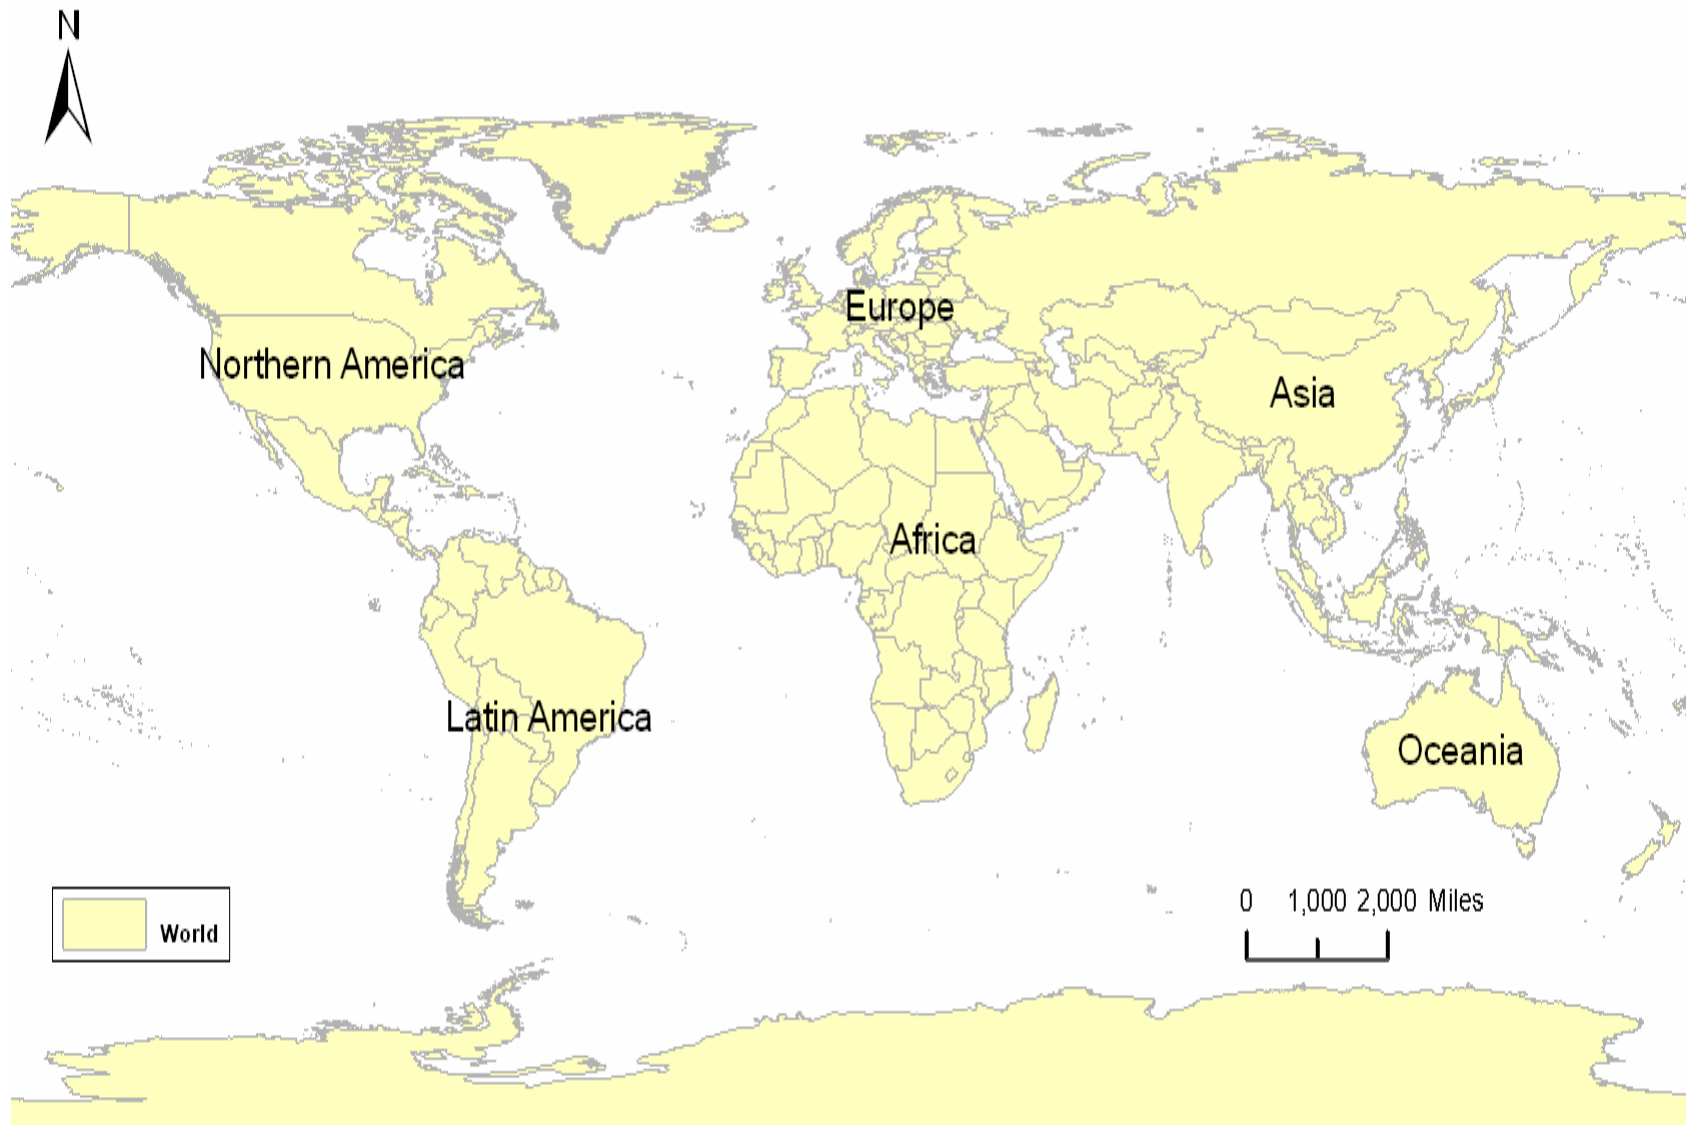 N
Europe
Northern America
Asia
Africa
Latin America
Oceania
0 1,000 2,000 Miles
World